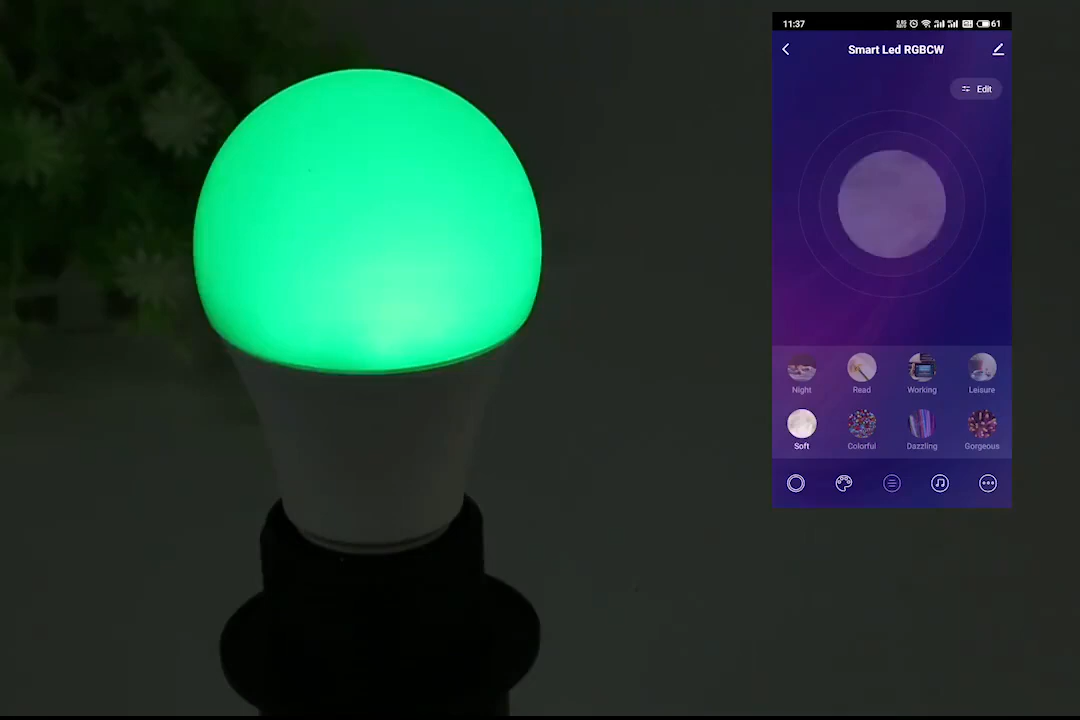 11:37
61
Smart Led RGBCW
Edit
Night Read Working Leisure
Soft Colorful Dazzling Gorgeous